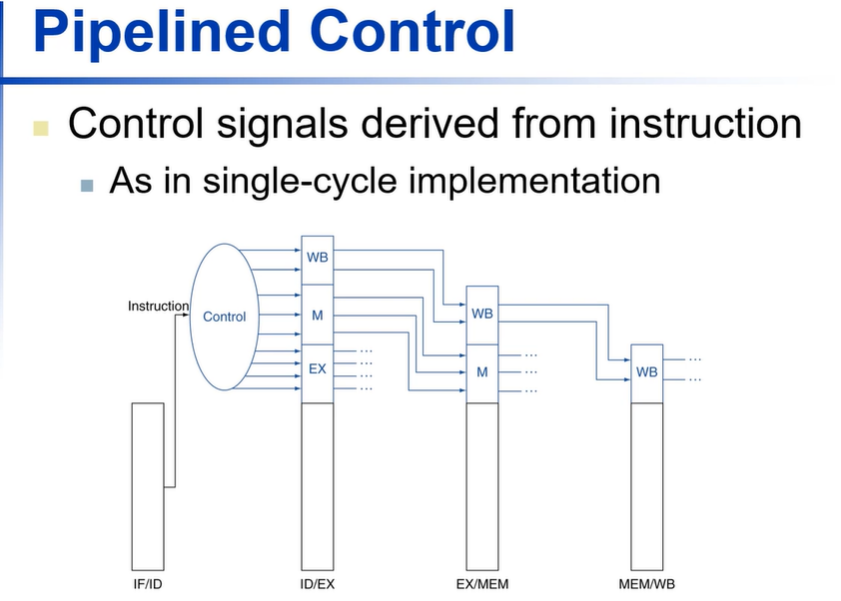 Pipelined Control
Control signals derived from instruction
As in single-cycle implementation
WB
Instruction
Control
M
WB
EX
M
WB
IF/ID
ID/EX
EX/MEM
MEM/WB